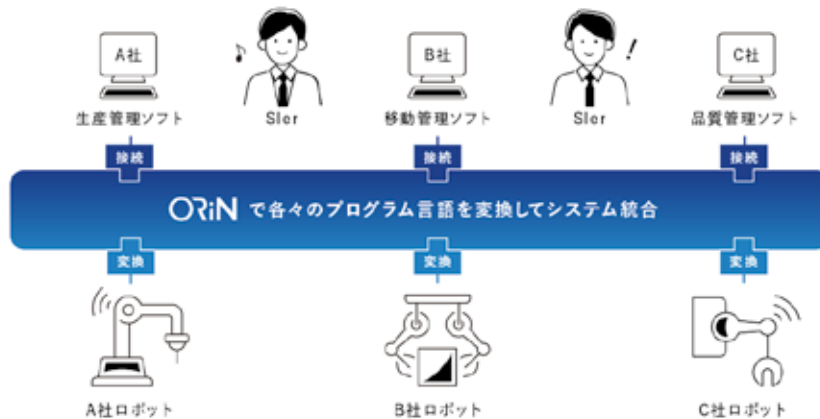 A社
B社
C社
生産管理ソフト
SIer
移動管理ソフト
SIer
品質管理ソフト
接続
接続
接続
ORiN で各々のプログラム言語を変換してシステム統合
変換
変換
変換
A社ロボット
B社ロボット
C社ロボット